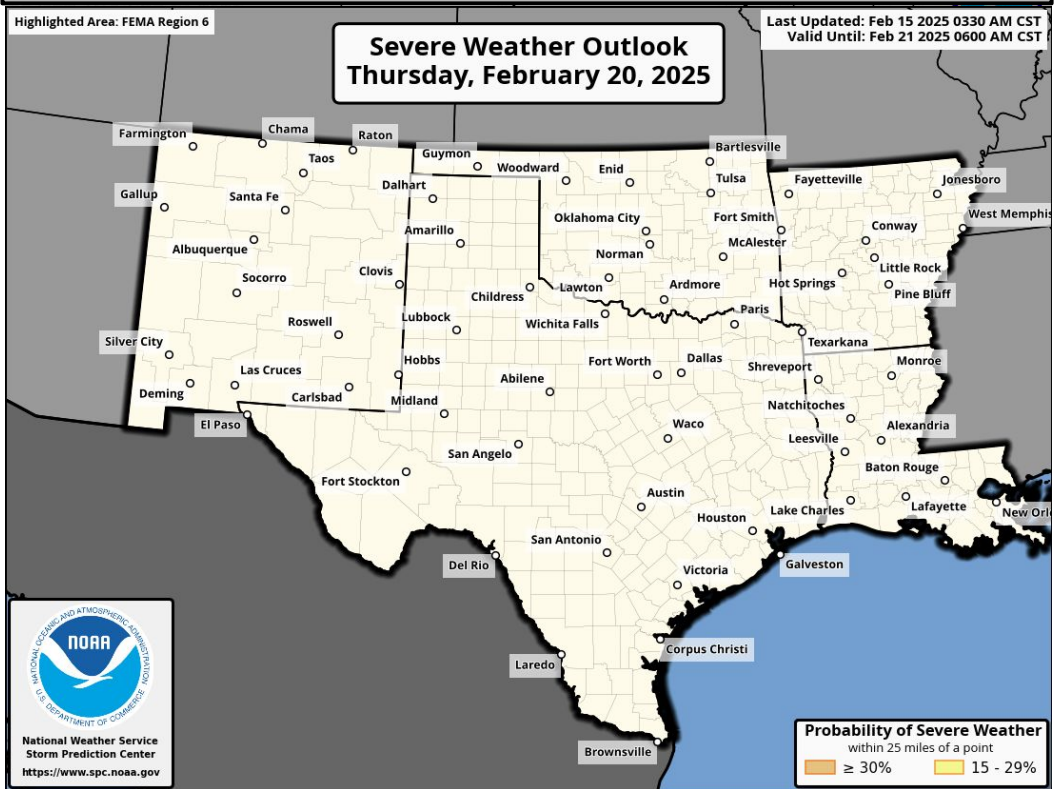 Highlighted Area: FEMA Region 6
Last Updated: Feb 15 2025 0330 AM CST
Valid Until: Feb 21 2025 0600 AM CST
Severe Weather Outlook
Thursday, February 20, 2025
Farmington
Chama
Raton
Taos
Guymon
Woodward
Enid
Bartlesville
Tulsa
Fayetteville
Jonesboro
Gallup
Santa Fe
Dalhart
Oklahoma City
Fort Smith
Conway
West Memphis
Albuquerque
Amarillo
Norman
McAlester
Little Rock
Socorro
Clovis
Childress
Lawton
Ardmore
Hot Springs
Pine Bluff
Roswell
Lubbock
Wichita Falls
Paris
Texarkana
Silver City
Las Cruces
Hobbs
Fort Worth
Dallas
Shreveport
Monroe
Deming
Carlsbad
Midland
Abilene
Natchitoches
El Paso
Waco
Leesville
Alexandria
San Angelo
Fort Stockton
Baton Rouge
Austin
Houston
Lake Charles
Lafayette
New Orl
San Antonio
Del Rio
Victoria
Galveston
Laredo
Corpus Christi
Brownsville
NATIONAL OCEANIC AND ATMOSPHERIC ADMINISTRATION
NOAA
U.S. DEPARTMENT OF COMMERCE
National Weather Service
Storm Prediction Center
https://www.spc.noaa.gov
Probability of Severe Weather
within 25 miles of a point
≥ 30%
15 - 29%